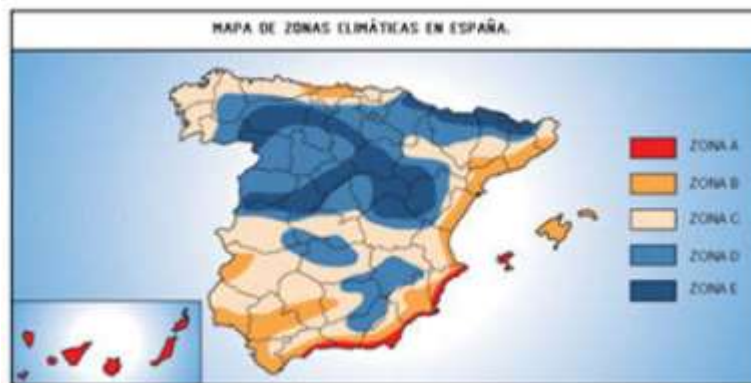 MAPA DE ZONAS CLIMÁTICAS EN ESPAÑA.
ZONA A
ZONA B
ZONA C
ZONA D
ZONA E